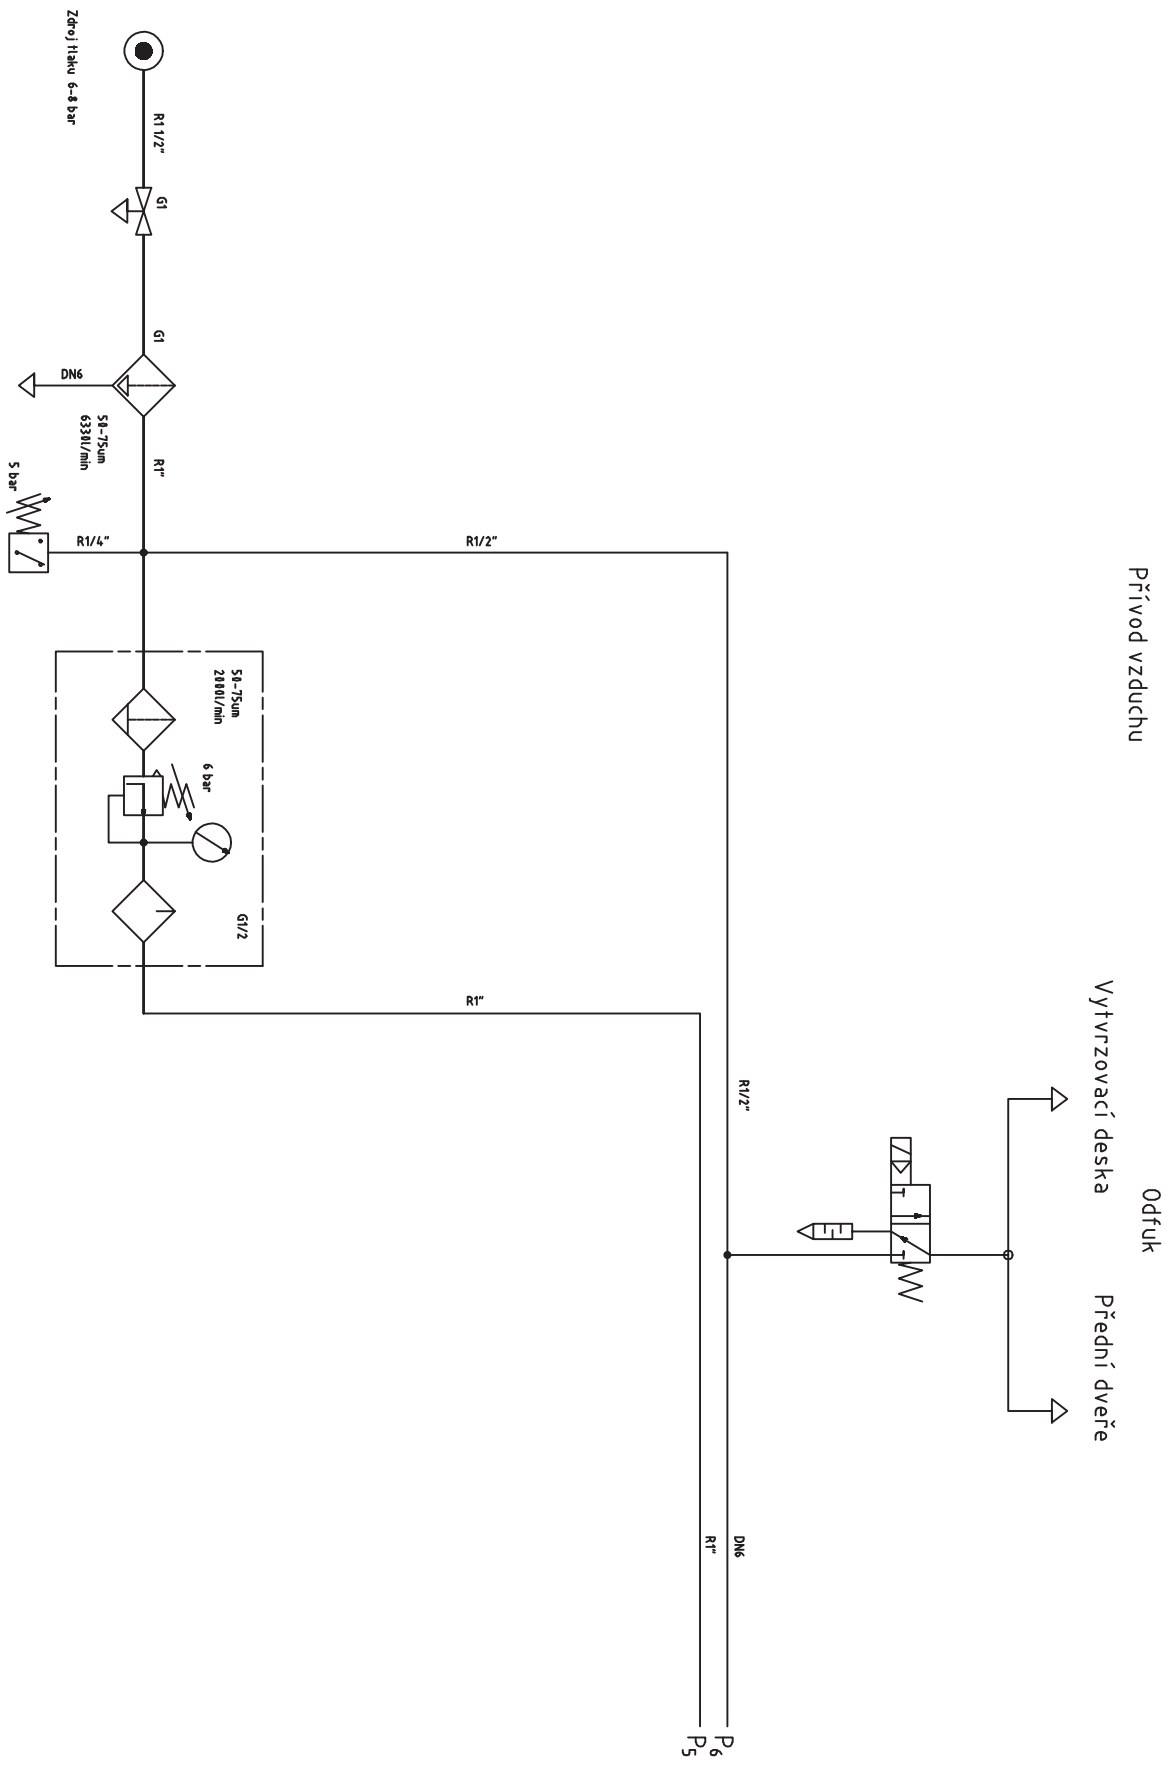 Přívod vzduchu
Odfuk
Vytvrzovací deska
Přední dveře
R1/2"
DN6
P6
R1"
P5
R1/2"
R1"
50-75um
2000l/min
6 bar
G1/2
Zdroj tlaku 6-8 bar
R1 1/2"
G1
G1
DN6
50-75um
6330l/min
R1"
5 bar
R1/4"